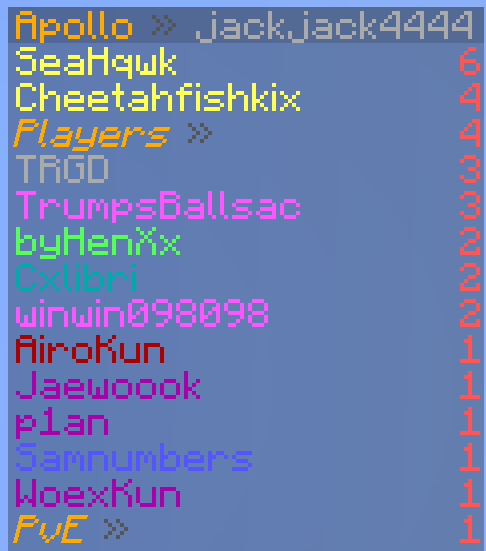 Apollo » jackjack4444
SeaHqwk 6
Cheetahfishkix 4
Players » 4
TRGD 3
TrumpsBallsac 3
byHenXx 2
Cxlibri 2
winwin098098 2
AiroKun 1
Jaewoook 1
p1an 1
Samnumbers 1
WoexKun 1
PvE » 1